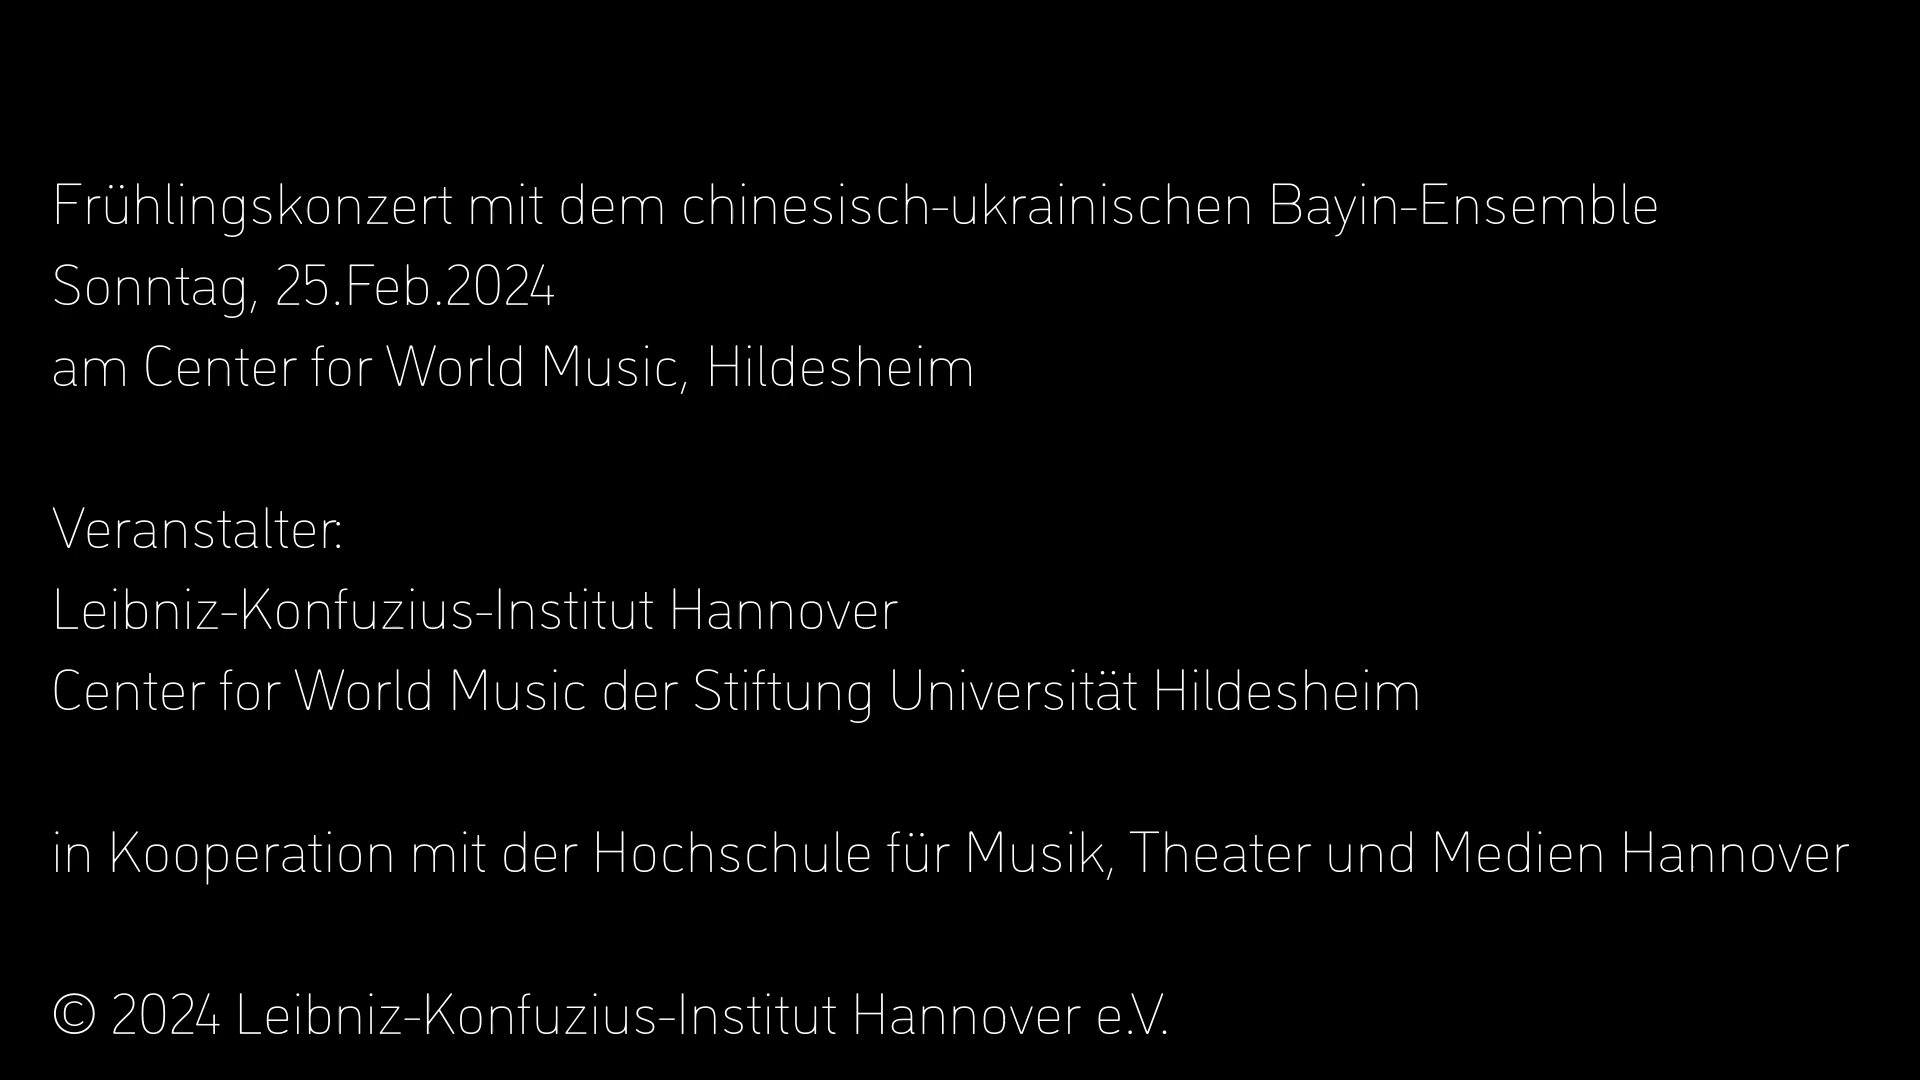 Frühlingskonzert mit dem chinesisch-ukrainischen Bayin-Ensemble
Sonntag, 25.Feb.2024
am Center for World Music, Hildesheim
Veranstalter:
Leibniz-Konfuzius-Institut Hannover
Center for World Music der Stiftung Universität Hildesheim
in Kooperation mit der Hochschule für Musik, Theater und Medien Hannover
© 2024 Leibniz-Konfuzius-Institut Hannover e.V.